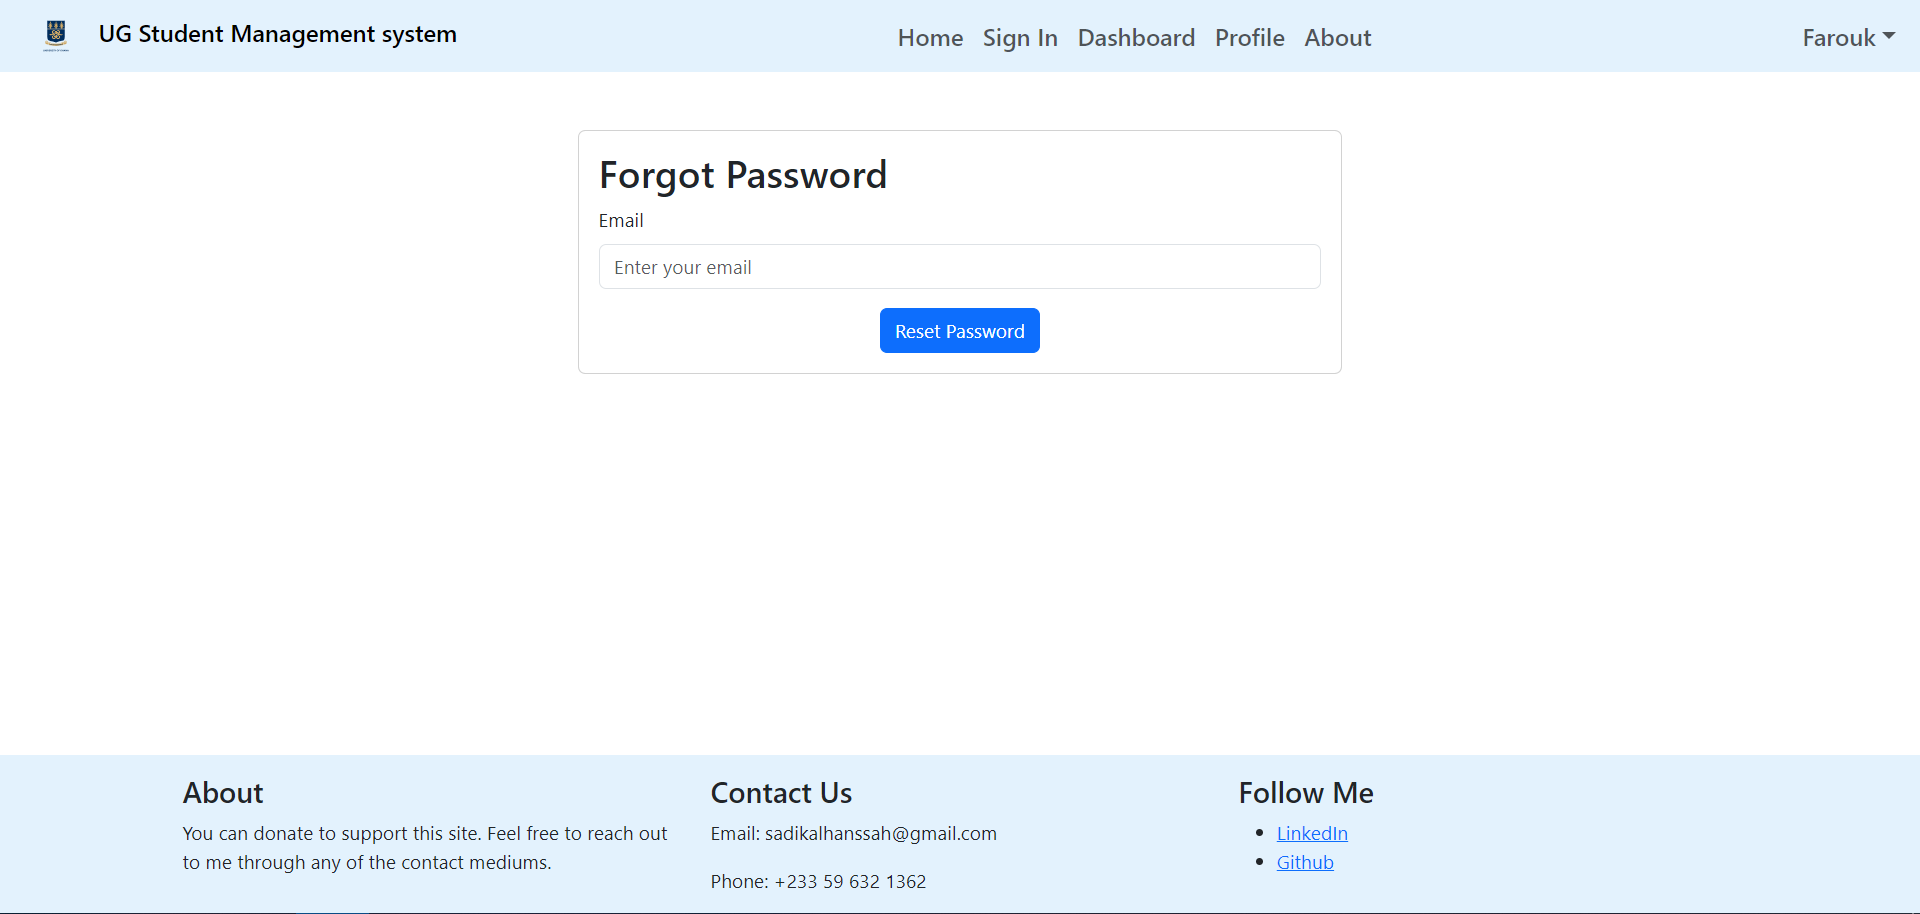 UG Student Management system
Home Sign In Dashboard Profile About
Farouk
Forgot Password
Email
Enter your email
Reset Password
About
You can donate to support this site. Feel free to reach out
to me through any of the contact mediums.
Contact Us
Email: sadikalhanssah@gmail.com
Phone: +233 59 632 1362
Follow Me
LinkedIn
Github